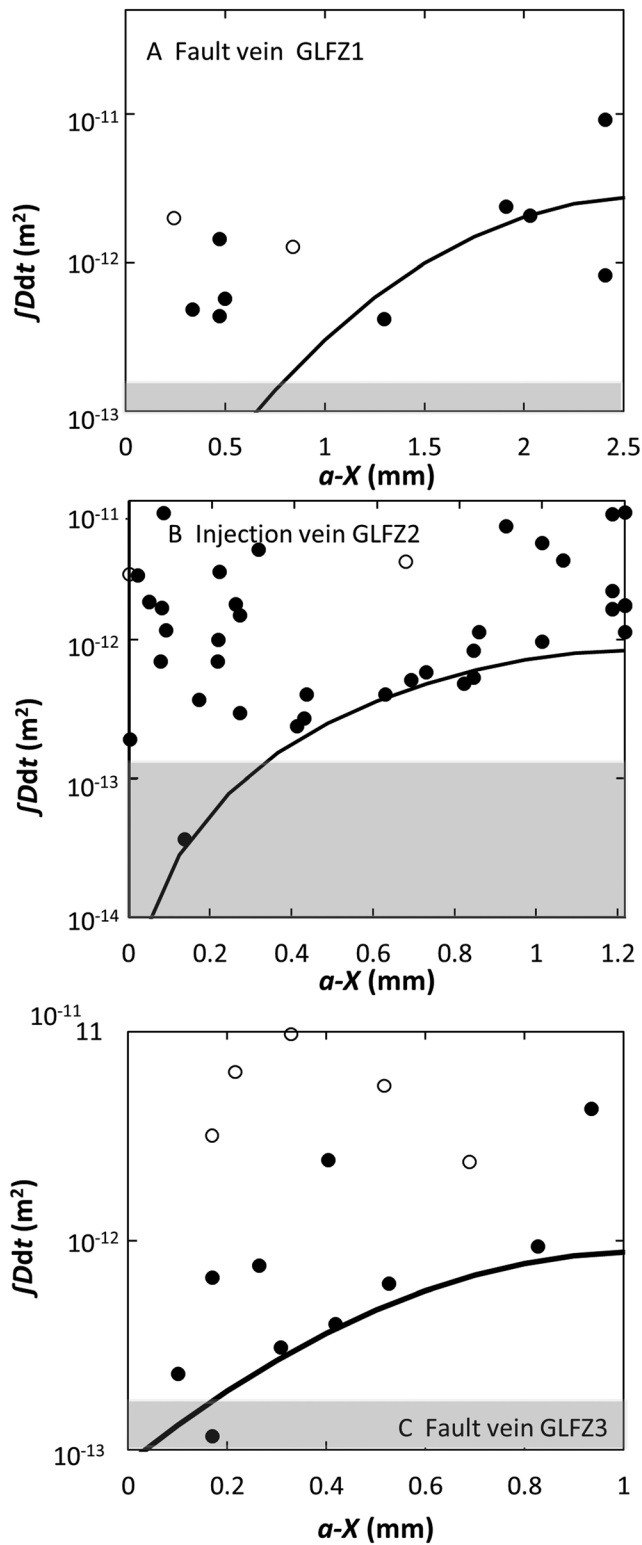 A Fault vein GLFZ1
10-11
10-12
10-13
∫Ddt (m2)
0 0.5 1 1.5 2 2.5
a-X (mm)
B Injection vein GLFZ2
10-11
10-12
10-13
10-14
∫Ddt (m2)
0 0.2 0.4 0.6 0.8 1 1.2
a-X (mm)
10-11
11
10-12
10-13
∫Ddt (m2)
C Fault vein GLFZ3
0 0.2 0.4 0.6 0.8 1
a-X (mm)